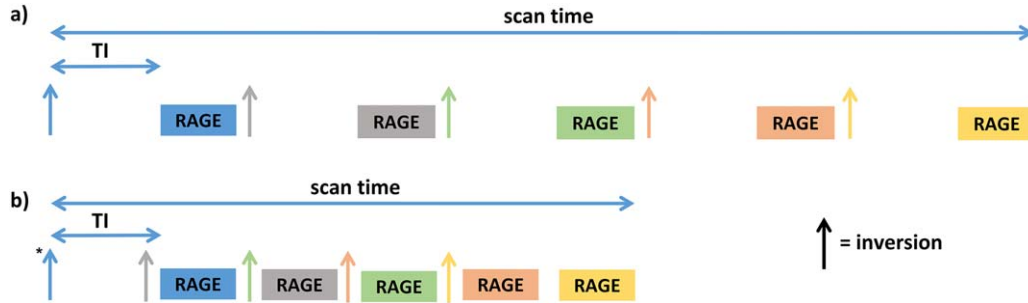 a)
scan time
TI
RAGE RAGE RAGE RAGE RAGE
b)
scan time
TI
*
= inversion
RAGE RAGE RAGE RAGE RAGE